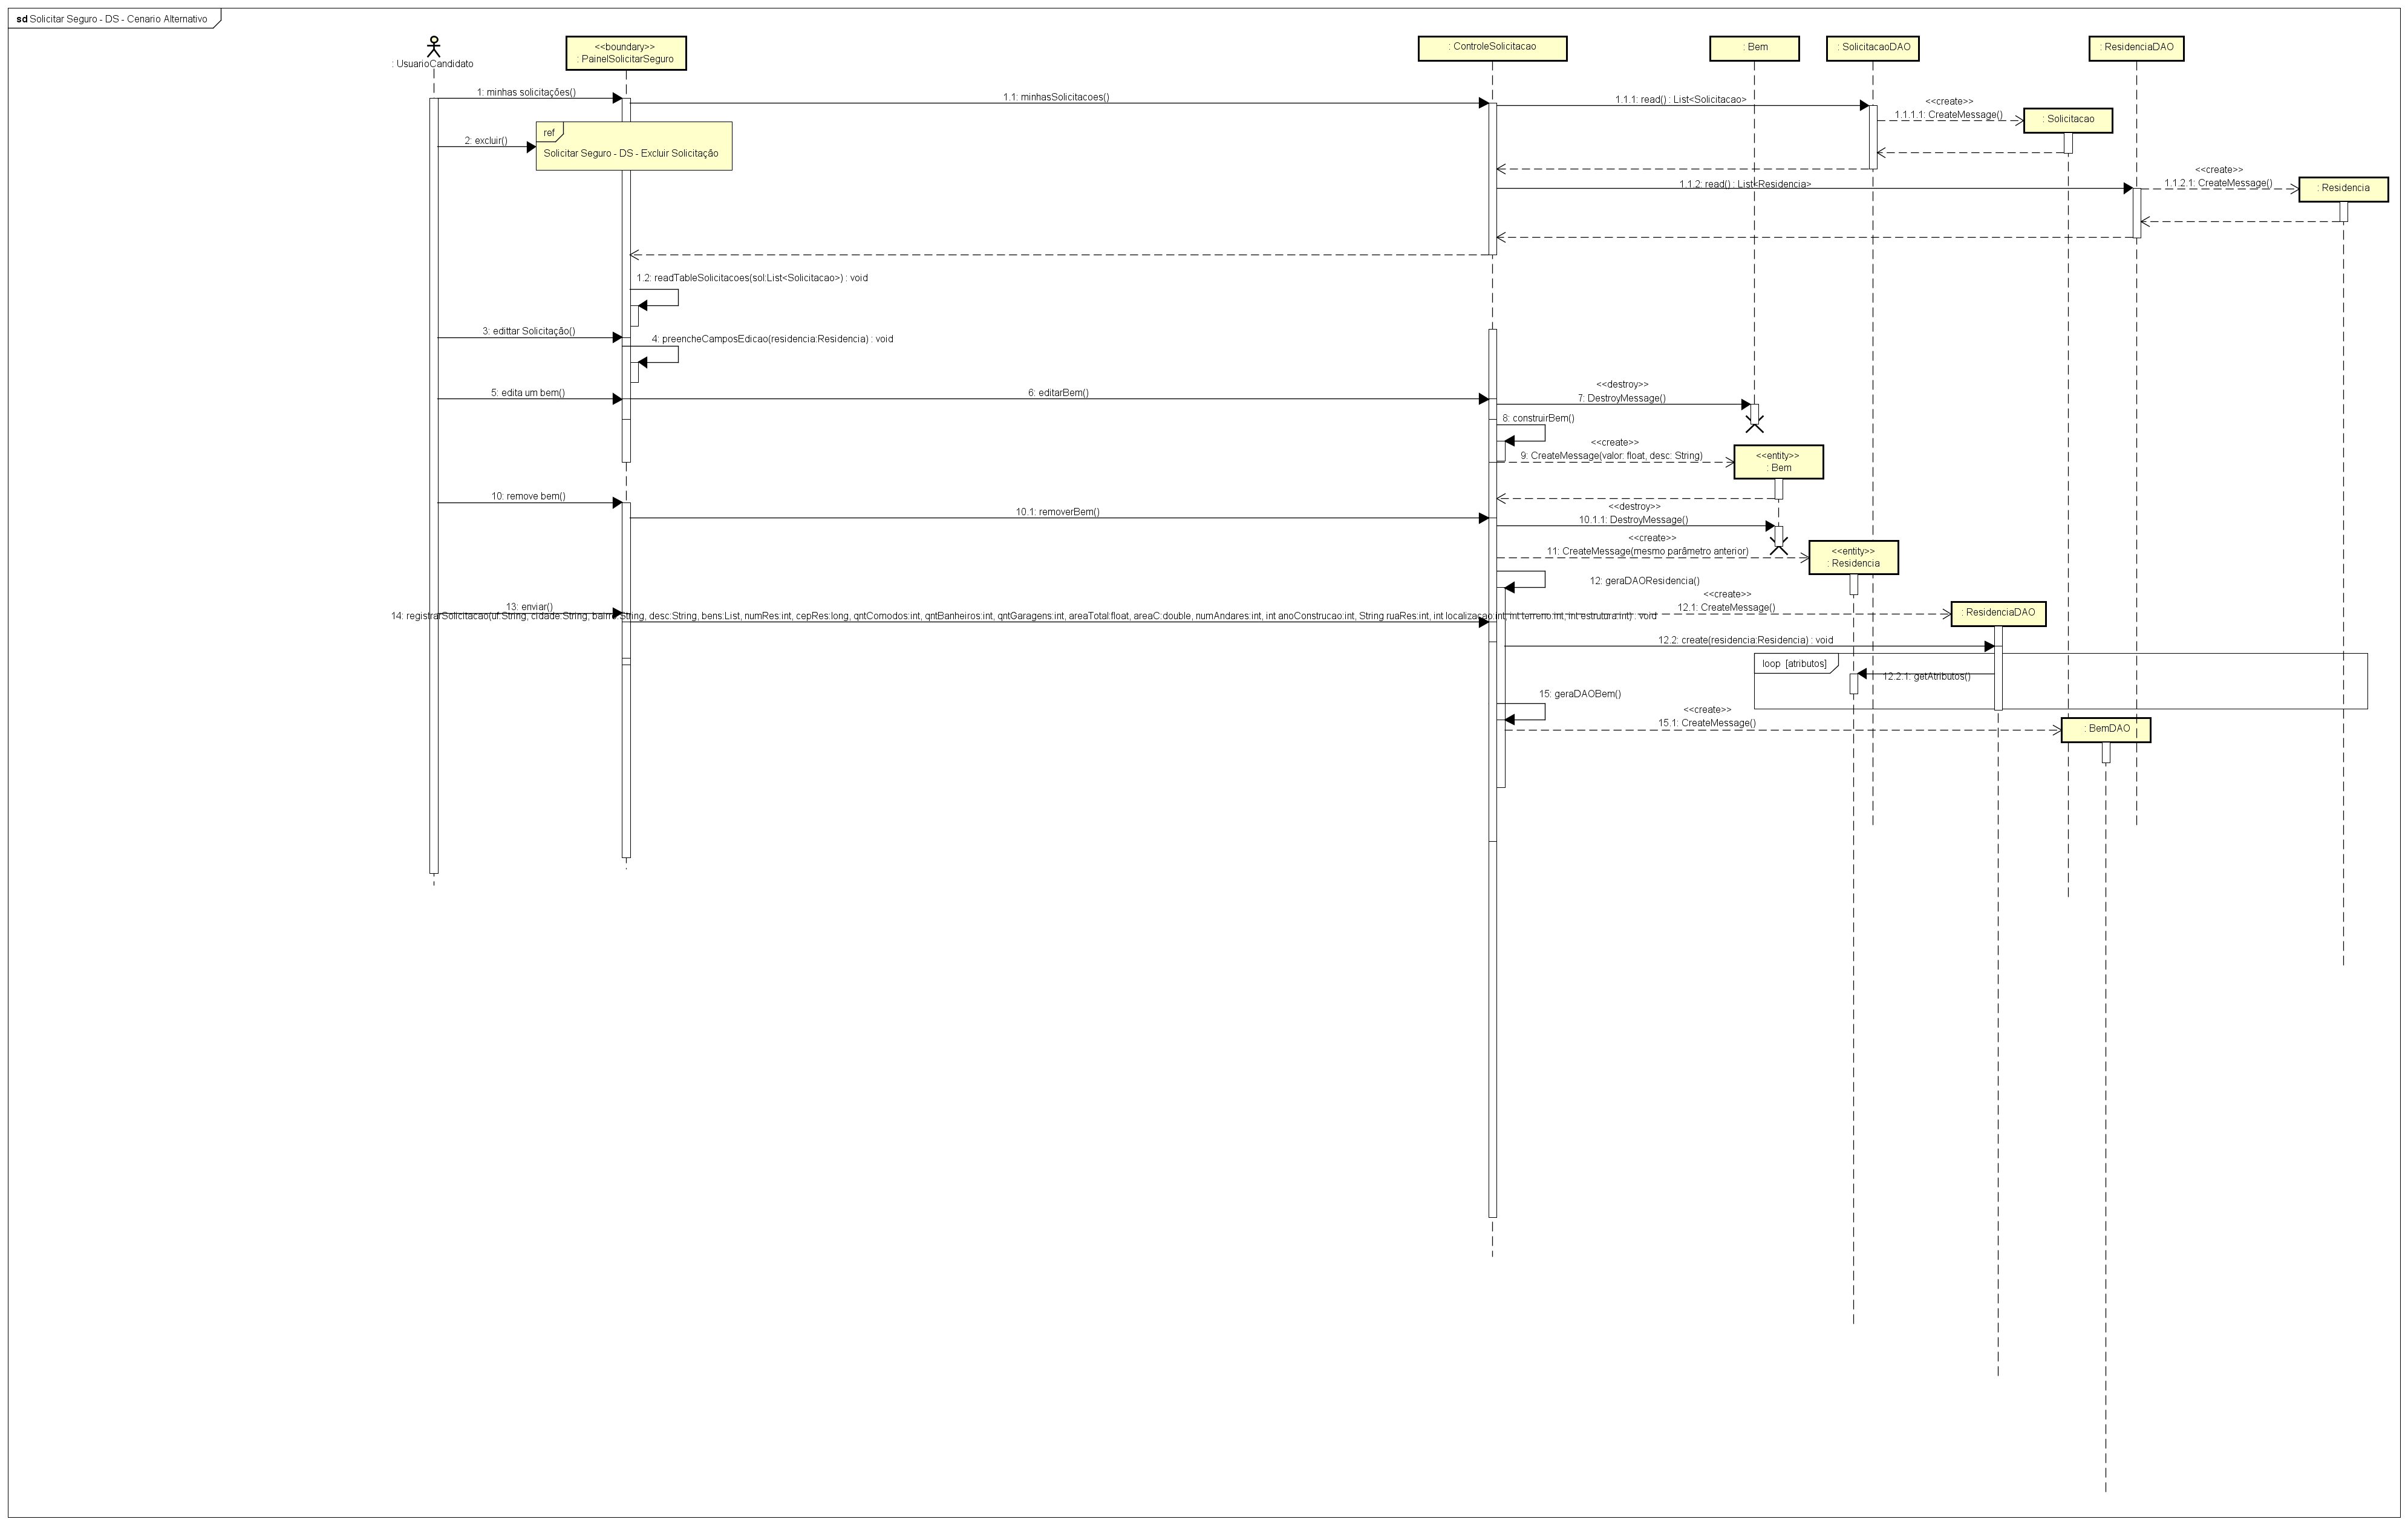 sd Solicitar Seguro - DS - Cenario Alternativo
: UsuarioCandidato
<<boundary>>
: PainelSolicitarSeguro
: ControleSolicitacao
: Bem
: SolicitacaoDAO
: ResidenciaDAO
1: minhas solicitações()
1.1: minhasSolicitacoes()
1.1.1: read() : List<Solicitacao>
<<create>>
1.1.1.1: CreateMessage()
: Solicitacao
2: excluir()
ref
Solicitar Seguro - DS - Excluir Solicitação
1.1.2: read() : List<Residencia>
<<create>>
1.1.2.1: CreateMessage()
: Residencia
1.2: readTableSolicitacoes(sol:List<Solicitacao>) : void
3: edittar Solicitação()
4: preencheCamposEdicao(residencia:Residencia) : void
5: edita um bem()
6: editarBem()
<<destroy>>
7: DestroyMessage()
8: construirBem()
<<create>>
9: CreateMessage(valor: float, desc: String)
<<entity>>
: Bem
10: remove bem()
10.1: removerBem()
<<destroy>>
10.1.1: DestroyMessage()
<<create>>
11: CreateMessage(mesmo parâmetro anterior)
<<entity>>
: Residencia
12: geraDAOResidencia()
<<create>>
12.1: CreateMessage()
: ResidenciaDAO
13: enviar()
14: registrarSolicitacao(uf:String, cidade:String, bairro:String, desc:String, bens:List, numRes:int, cepRes:long, qntComodos:int, qntBanheiros:int, qntGaragens:int, areaTotal:float, areaC:double, numAndares:int, int anoConstrucao:int, String ruaRes:int, int localizacao:int, int terreno:int, int estrutura:int) : void
12.2: create(residencia:Residencia) : void
loop [atributos]
12.2.1: getAtributos()
15: geraDAOBem()
<<create>>
15.1: CreateMessage()
: BemDAO